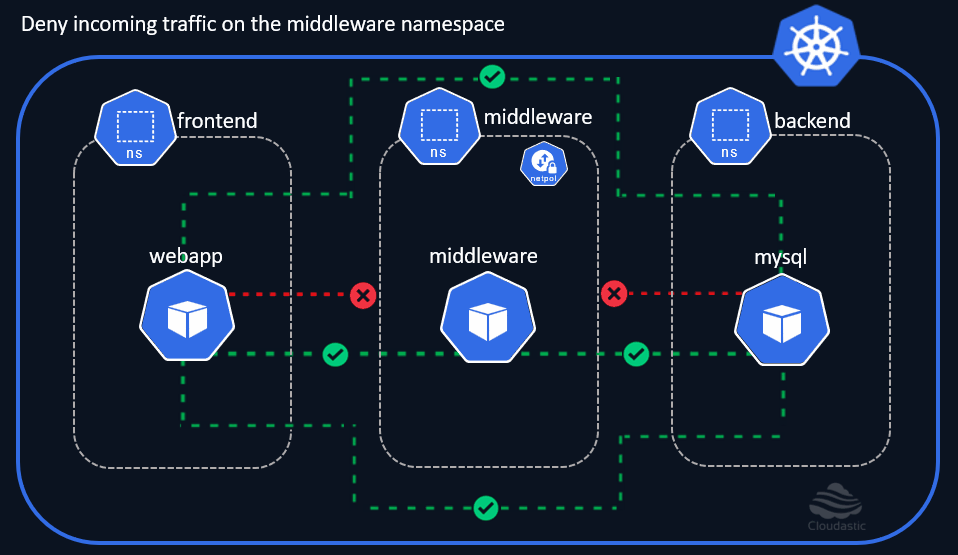 Deny incoming traffic on the middleware namespace
frontend
ns
middleware
ns
netpol
backend
ns
webapp
middleware
mysql
Cloudastic